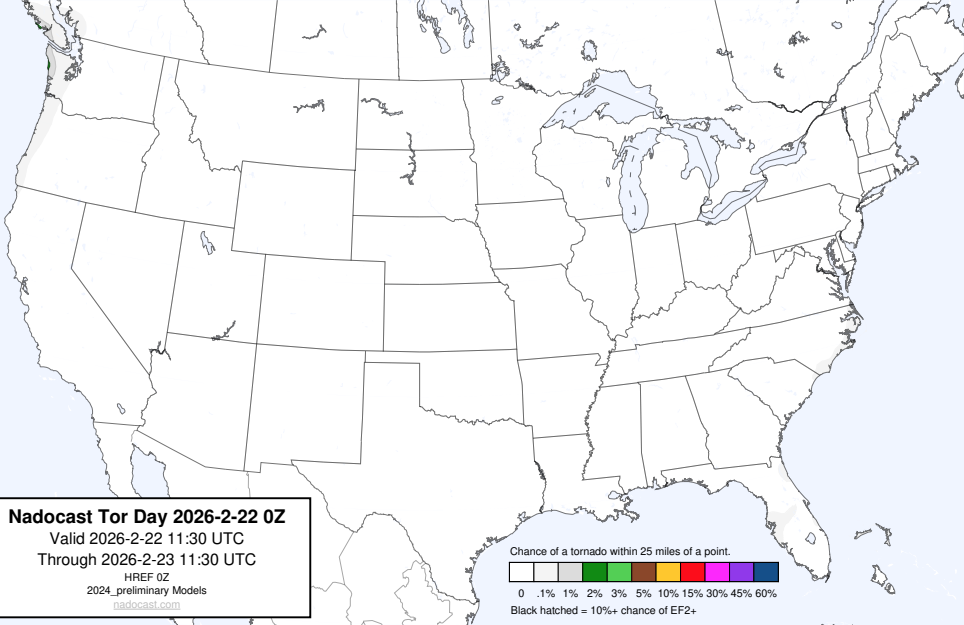 Nadocast Tor Day 2026-2-22 0Z
Valid 2026-2-22 11:30 UTC
Through 2026-2-23 11:30 UTC
HREF 0Z
2024_preliminary Models
nadocast.com
Chance of a tornado within 25 miles of a point.
0 .1% 1% 2% 3% 5% 10% 15% 30% 45% 60%
Black hatched = 10%+ chance of EF2+